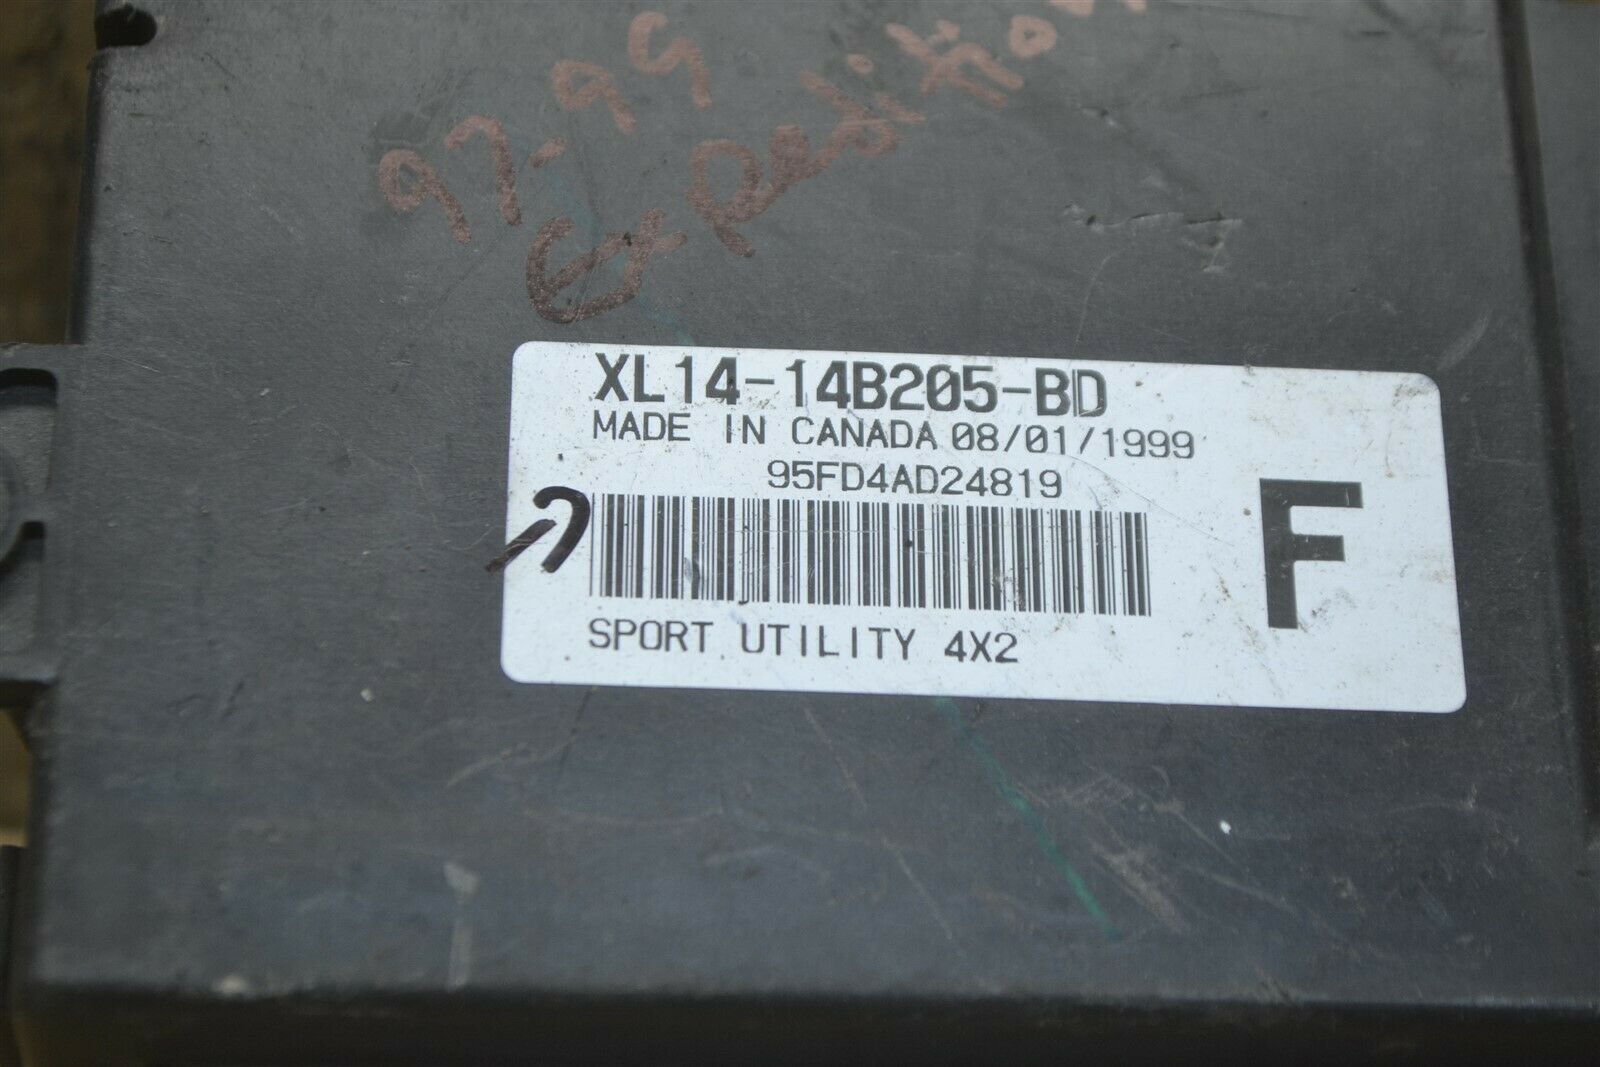 97-99
Expedition
XL14-14B205-BD
MADE IN CANADA 08/01/1999
95FD4AD24819
F
SPORT UTILITY 4X2